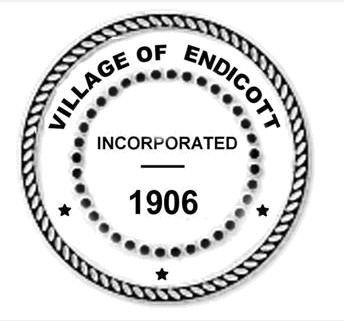 VILLAGE OF ENDICOTT
INCORPORATED
1906